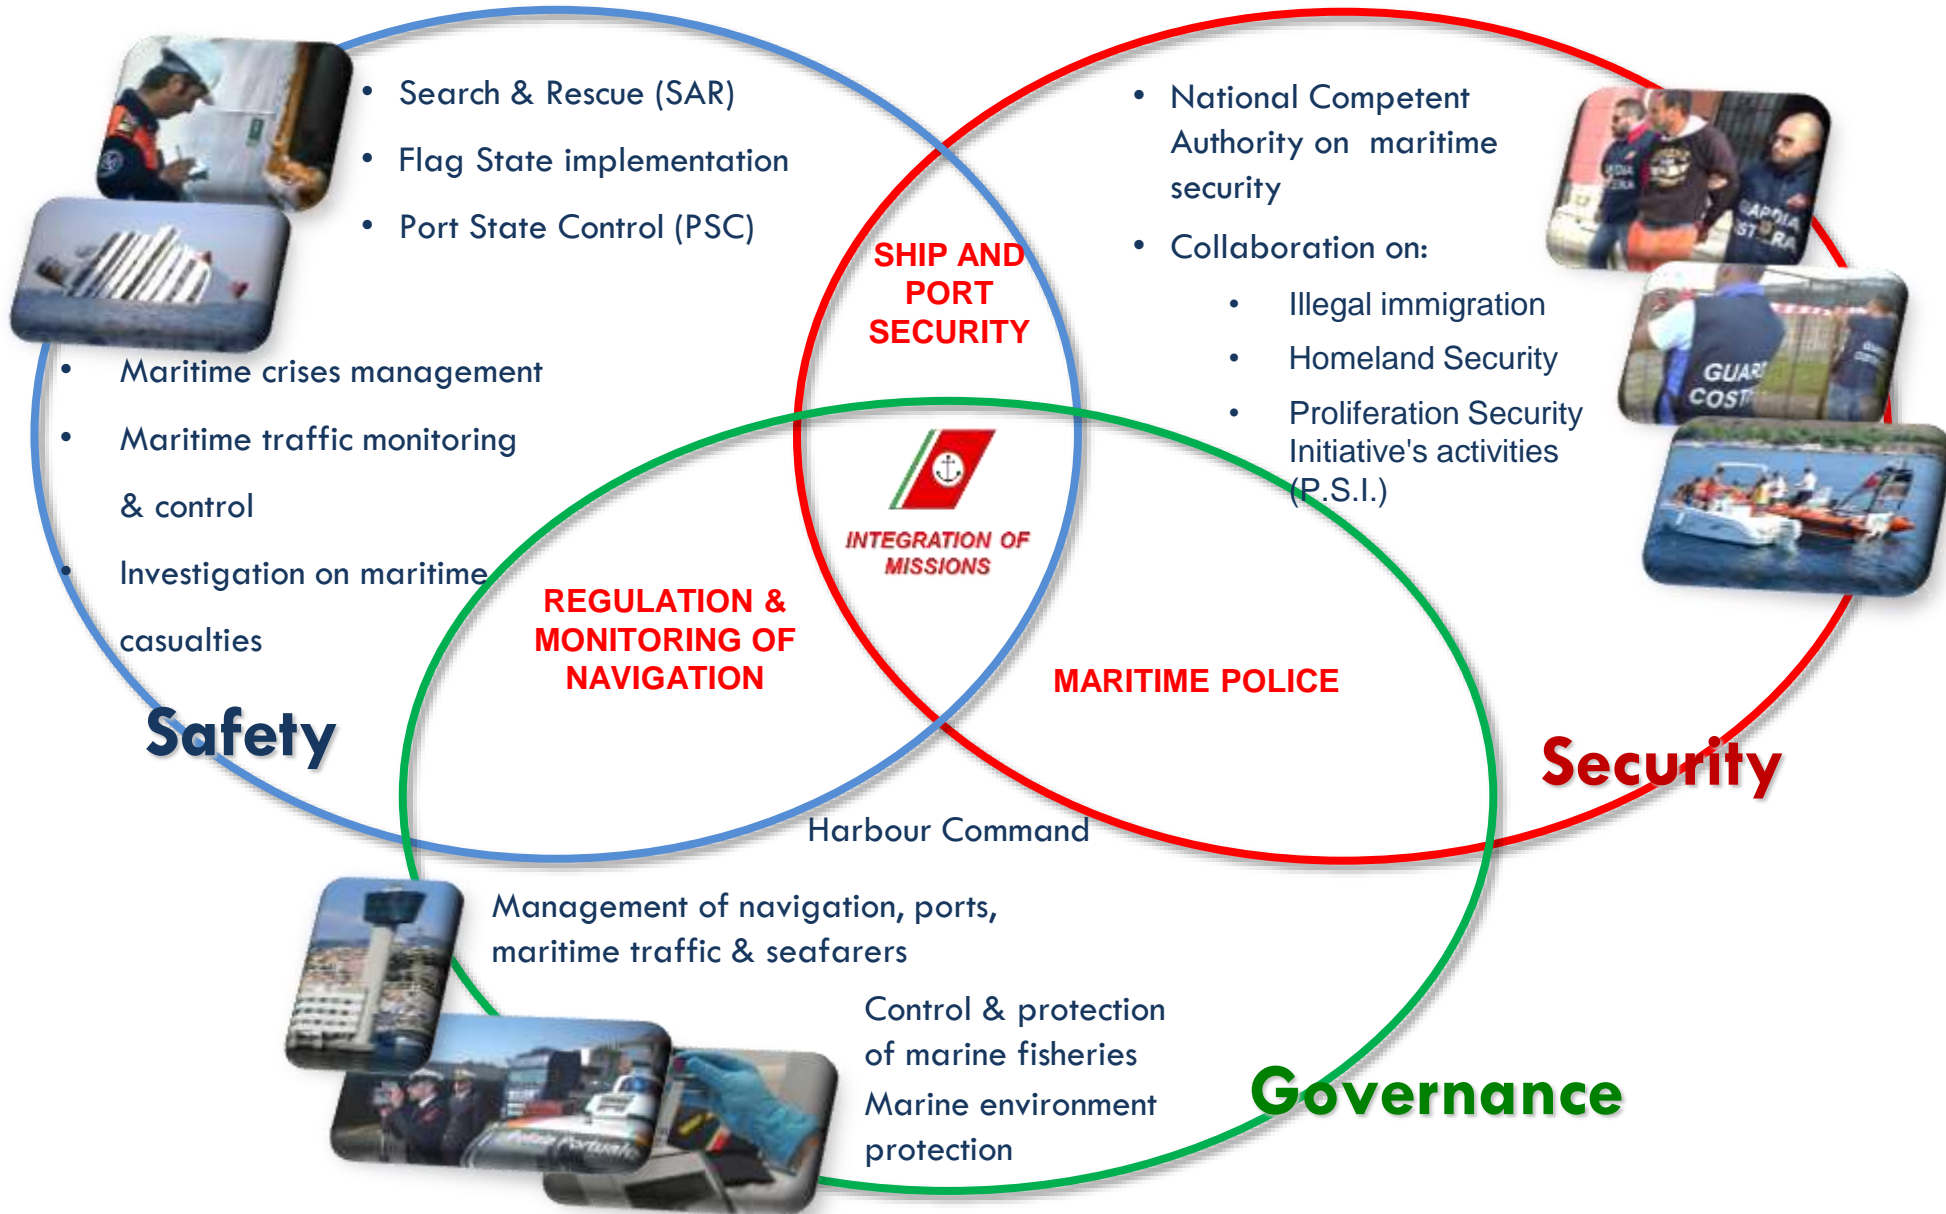 • Search & Rescue (SAR)
• Flag State implementation
• Port State Control (PSC)
• Maritime crises management
• Maritime traffic monitoring
& control
• Investigation on maritime
casualties
Safety
SHIP AND
PORT
SECURITY
• National Competent
Authority on maritime
security
• Collaboration on:
• Illegal immigration
• Homeland Security
• Proliferation Security
Initiative's activities
(P.S.I.)
GUARD
COST
Security
INTEGRATION OF
MISSIONS
REGULATION &
MONITORING OF
NAVIGATION
MARITIME POLICE
Harbour Command
Management of navigation, ports,
maritime traffic & seafarers
Control & protection
of marine fisheries
Marine environment
protection
Governance